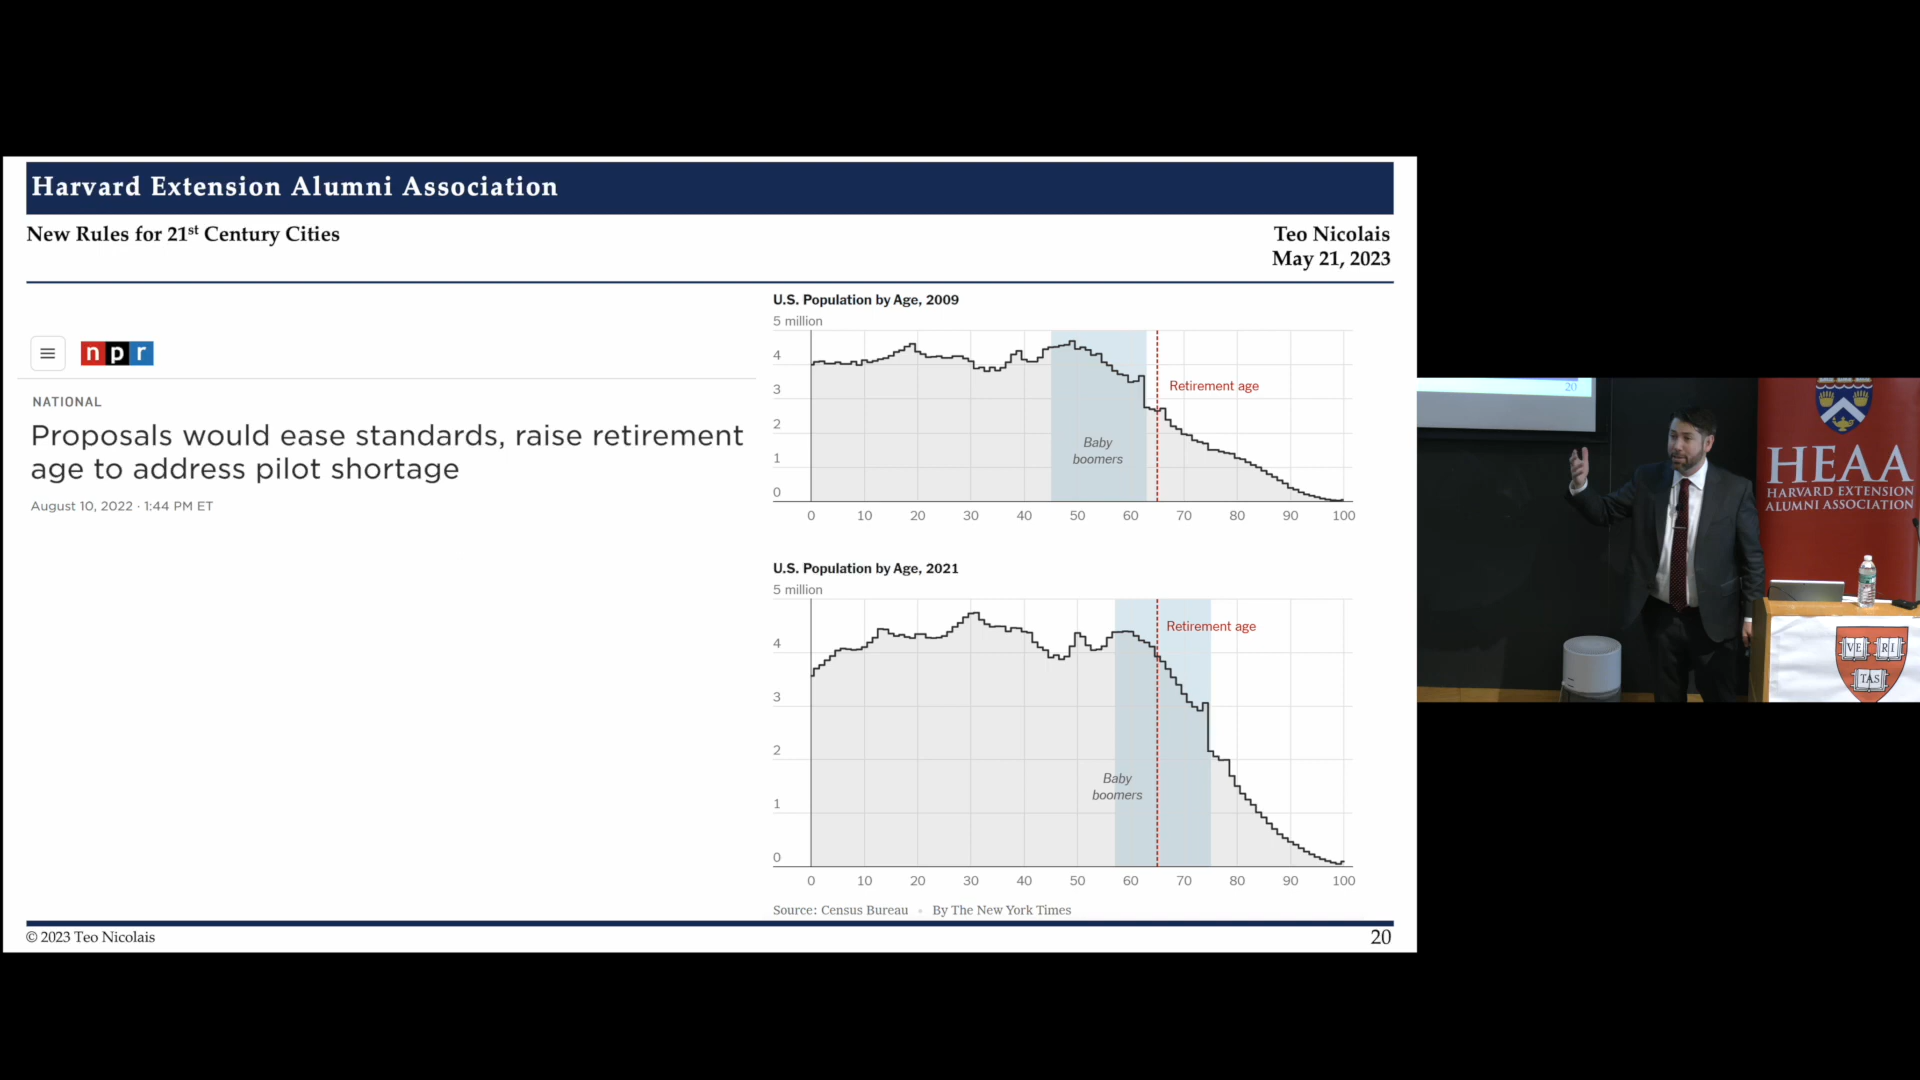 Harvard Extension Alumni Association
New Rules for 21st Century Cities
Teo Nicolais
May 21, 2023
npr
NATIONAL
Proposals would ease standards, raise retirement
age to address pilot shortage
August 10, 2022 · 1:44 PM ET
U.S. Population by Age, 2009
5 million
4
3
2
1
0
Retirement age
Baby
boomers
0 10 20 30 40 50 60 70 80 90 100
U.S. Population by Age, 2021
5 million
4
3
2
1
0
Retirement age
Baby
boomers
0 10 20 30 40 50 60 70 80 90 100
Source: Census Bureau • By The New York Times
© 2023 Teo Nicolais
20
20
HEAA
HARVARD EXTENSION
ALUMNI ASSOCIATION
VE RI
TAS